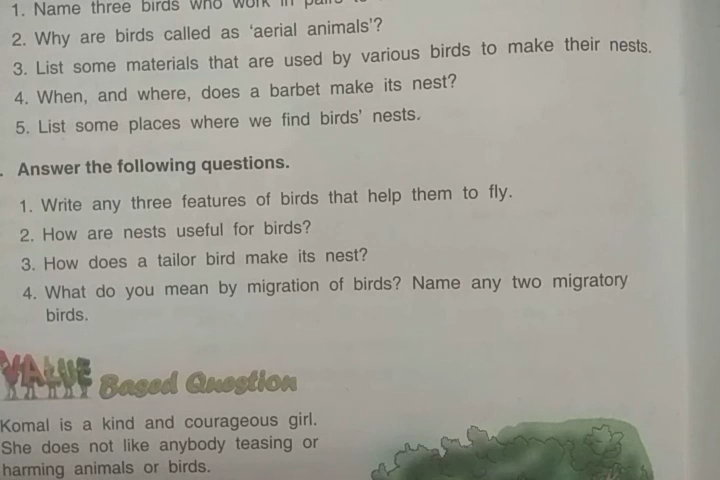 1. Name three birds who work in pairs to
2. Why are birds called as 'aerial animals'?
3. List some materials that are used by various birds to make their nests.
4. When, and where, does a barbet make its nest?
5. List some places where we find birds' nests.
. Answer the following questions.
1. Write any three features of birds that help them to fly.
2. How are nests useful for birds?
3. How does a tailor bird make its nest?
4. What do you mean by migration of birds? Name any two migratory
birds.
VALUE Based Question
Komal is a kind and courageous girl.
She does not like anybody teasing or
harming animals or birds.